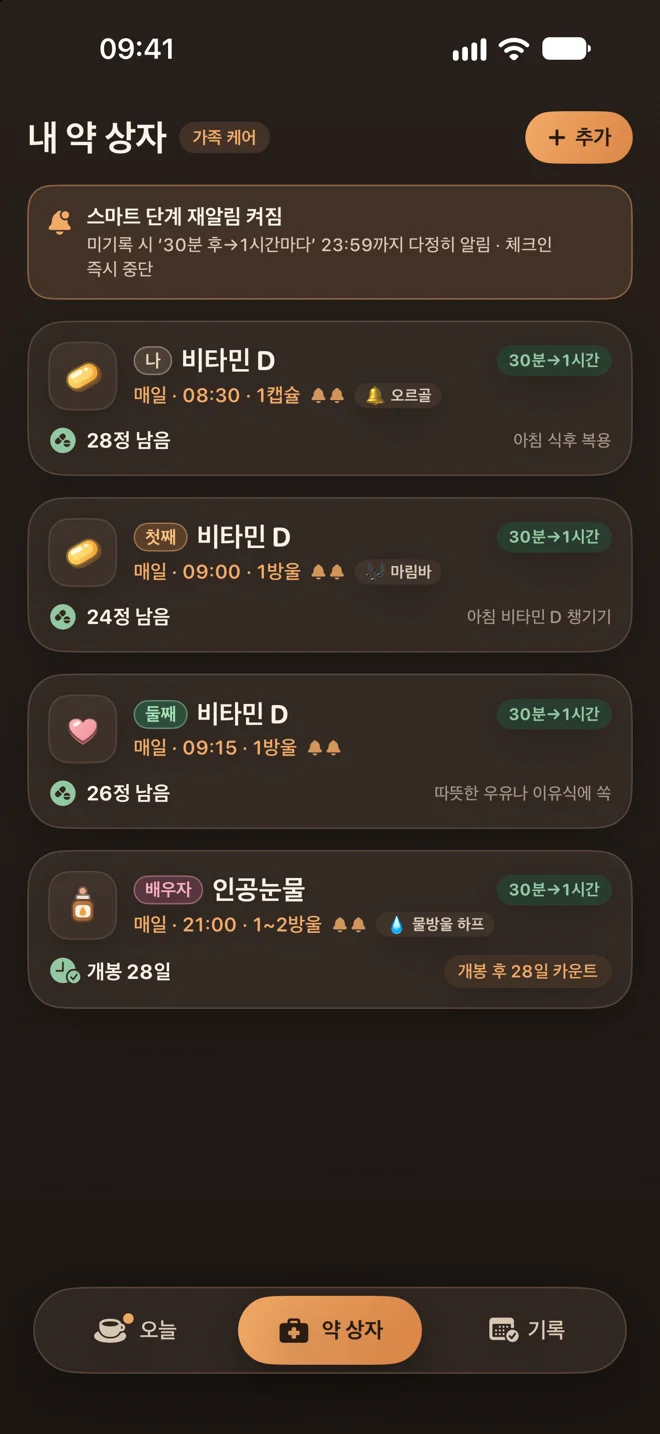 09:41
내 약 상자 가족 케어 + 추가
스마트 단계 재알림 켜짐
미기록 시 ‘30분 후→1시간마다’ 23:59까지 다정히 알림 · 체크인
즉시 중단
나 비타민 D 30분→1시간
매일 · 08:30 · 1캡슐 오르골
28정 남음 아침 식후 복용
첫째 비타민 D 30분→1시간
매일 · 09:00 · 1방울 마림바
24정 남음 아침 비타민 D 챙기기
둘째 비타민 D 30분→1시간
매일 · 09:15 · 1방울
26정 남음 따뜻한 우유나 이유식에 쏙
배우자 인공눈물 30분→1시간
매일 · 21:00 · 1~2방울 물방울 하프
개봉 28일 개봉 후 28일 카운트
오늘 약 상자 기록